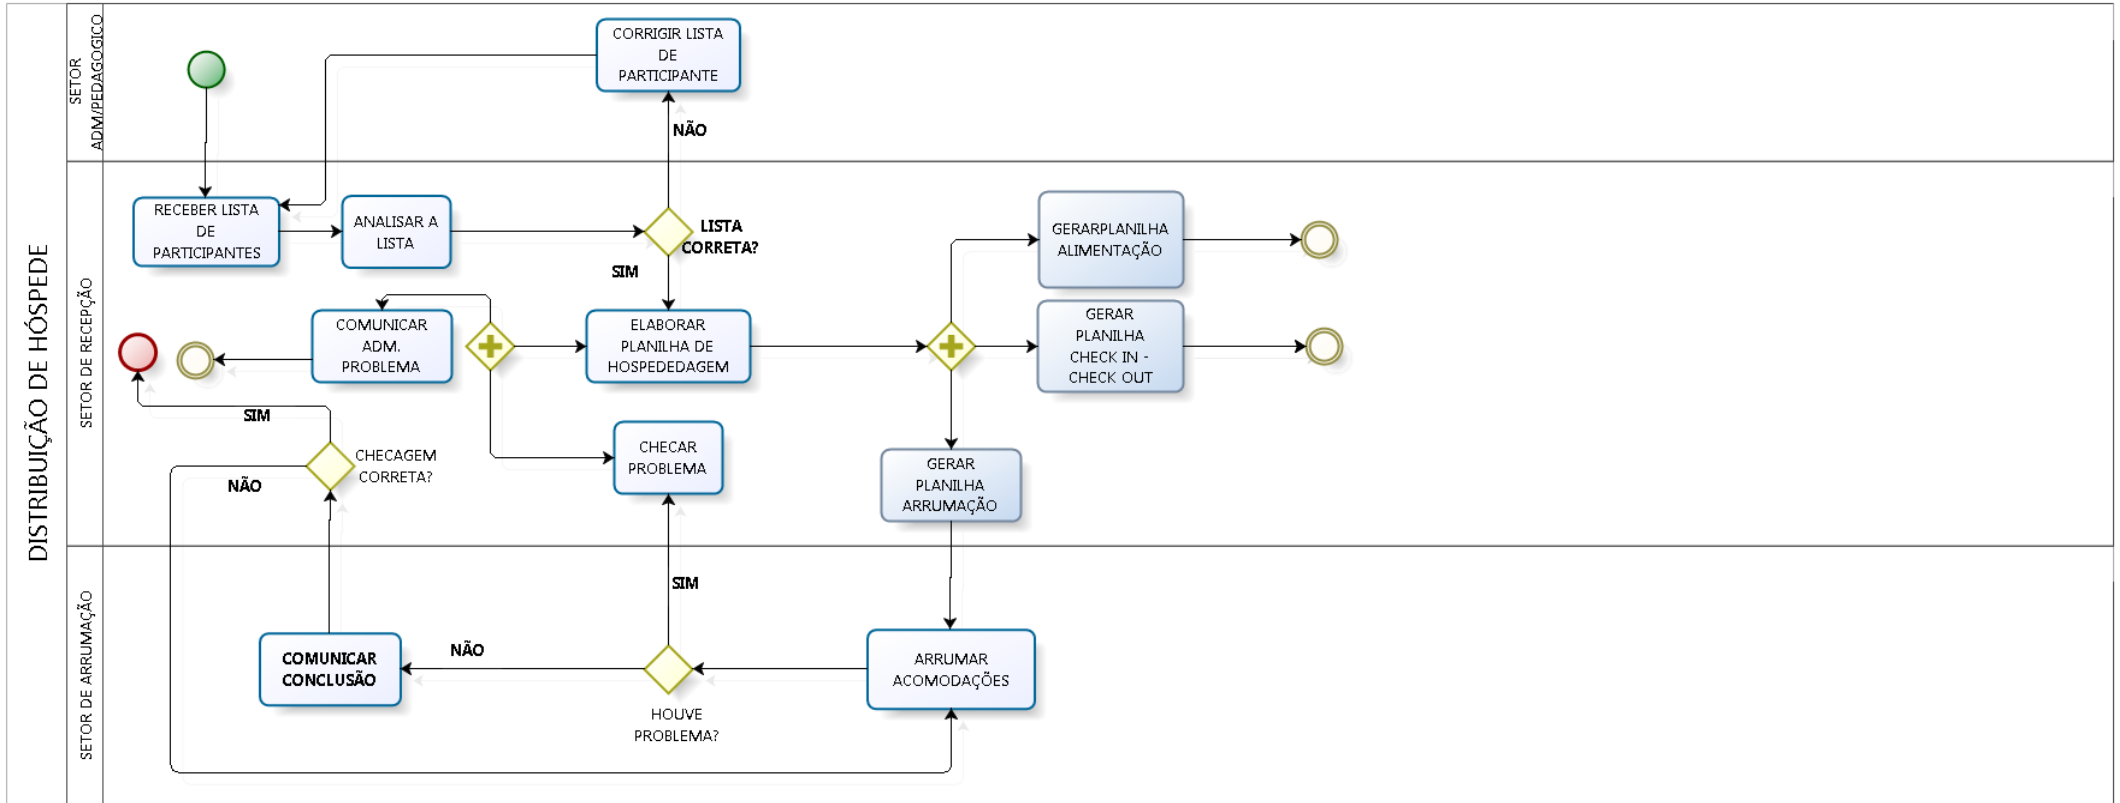 DISTRIBUIÇÃO DE HÓSPEDE
SETOR
ADM/PEDAGOGICO
CORRIGIR LISTA
DE
PARTICIPANTE
NÃO
SETOR DE RECEPÇÃO
RECEBER LISTA
DE
PARTICIPANTES
ANALISAR A
LISTA
LISTA
CORRETA?
SIM
GERARPLANILHA
ALIMENTAÇÃO
COMUNICAR
ADM.
PROBLEMA
ELABORAR
PLANILHA DE
HOSPEDEDAGEM
GERAR
PLANILHA
CHECK IN -
CHECK OUT
SIM
CHECAGEM
CORRETA?
NÃO
CHECAR
PROBLEMA
GERAR
PLANILHA
ARRUMAÇÃO
SETOR DE ARRUMAÇÃO
SIM
COMUNICAR
CONCLUSÃO
NÃO
HOUVE
PROBLEMA?
ARRUMAR
ACOMODAÇÕES